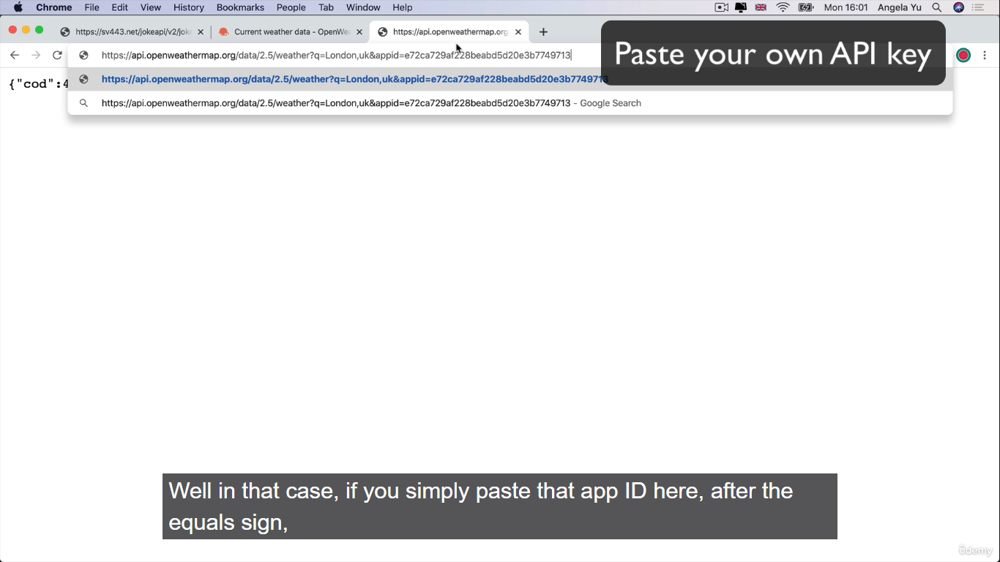 Chrome File Edit View History Bookmarks People Tab Window Help Mon 16:01 Angela Yu
https://sv443.net/jokeapi/v2/jok Current weather data - OpenWea https://api.openweathermap.org
https://api.openweathermap.org/data/2.5/weather?q=London,uk&appid=e72ca729af228beabd5d20e3b7749713
Paste your own API key
{"cod":4
https://api.openweathermap.org/data/2.5/weather?q=London,uk&appid=e72ca729af228beabd5d20e3b7749713
https://api.openweathermap.org/data/2.5/weather?q=London,uk&appid=e72ca729af228beabd5d20e3b7749713 - Google Search
Well in that case, if you simply paste that app ID here, after the
equals sign,
ûdemy